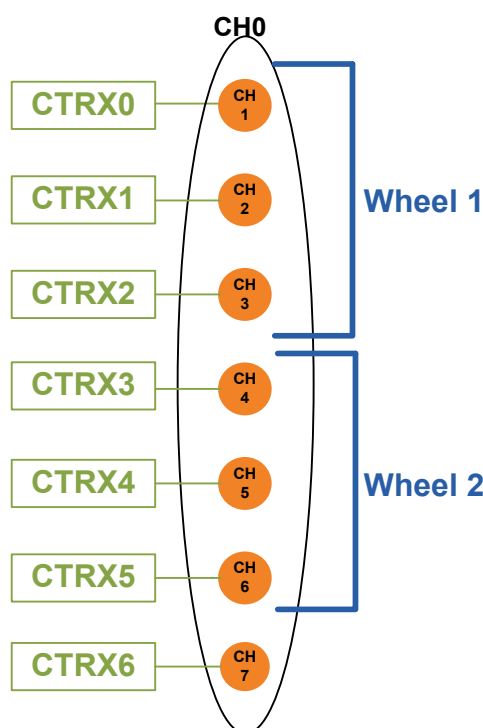 CH0
CTRX0
CH
1
CTRX1
CH
2
Wheel 1
CTRX2
CH
3
CTRX3
CH
4
CTRX4
CH
5
Wheel 2
CTRX5
CH
6
CTRX6
CH
7